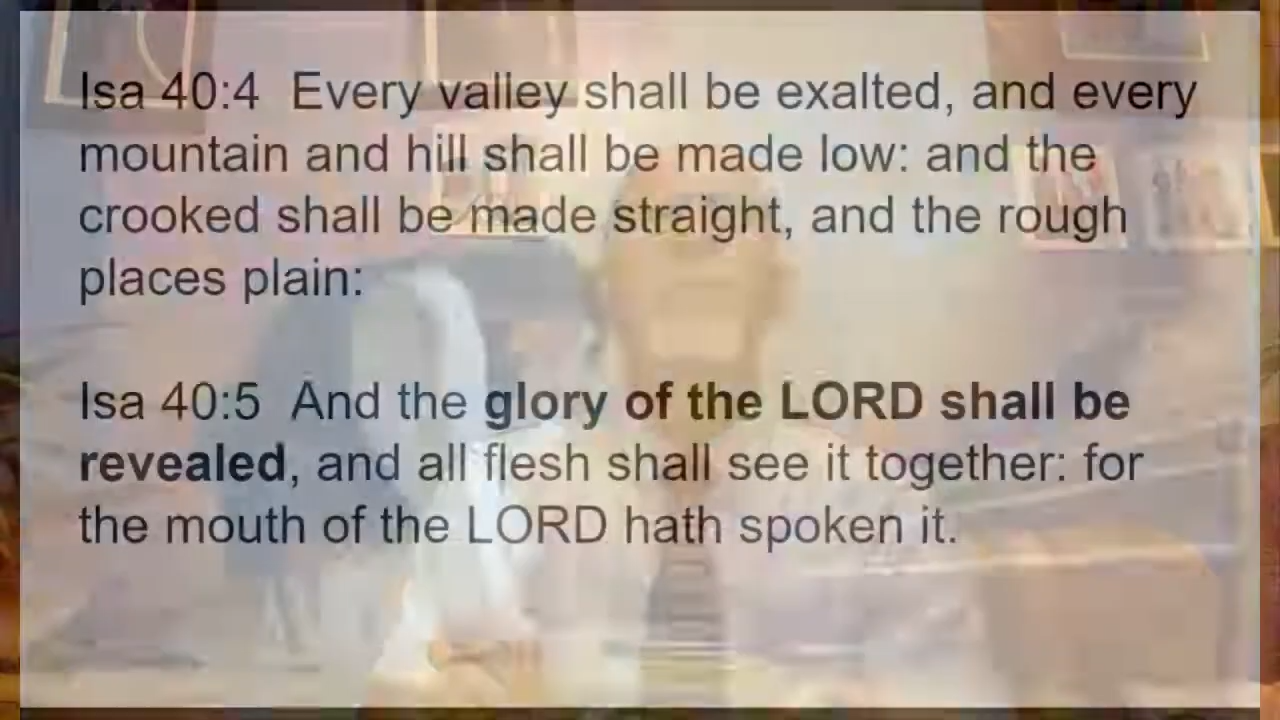 Isa 40:4  Every valley shall be exalted, and every
mountain and hill shall be made low: and the
crooked shall be made straight, and the rough
places plain:
Isa 40:5  And the glory of the LORD shall be
revealed, and all flesh shall see it together: for
the mouth of the LORD hath spoken it.